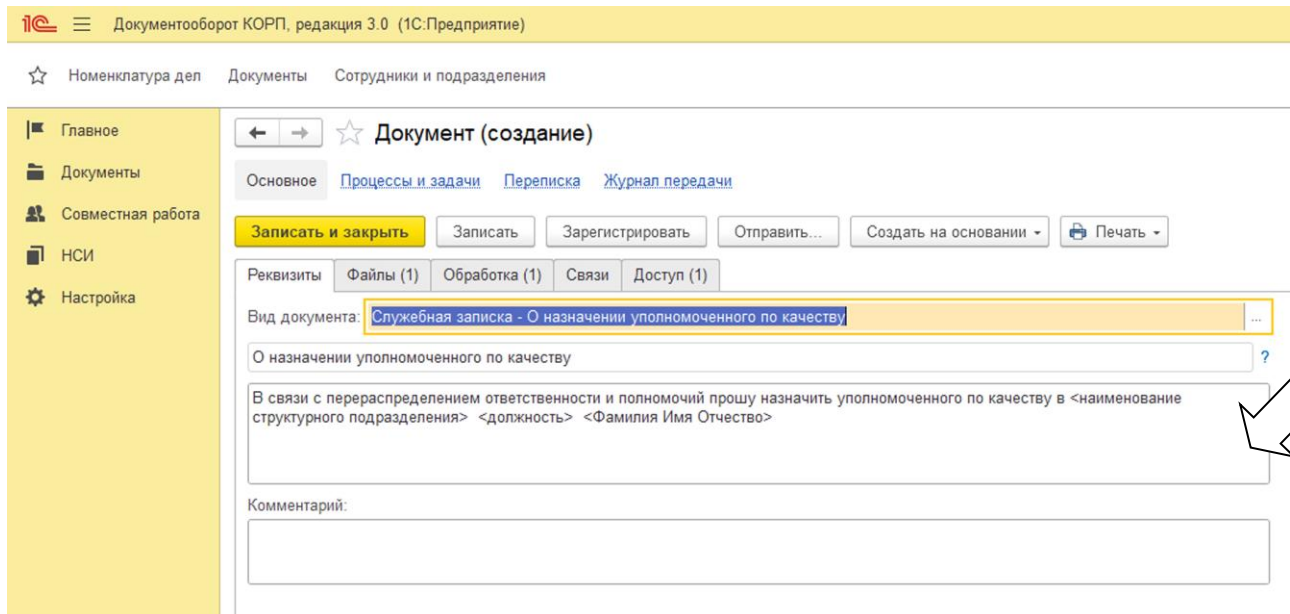 1С Документооборот КОРП, редакция 3.0 (1С:Предприятие)
Номенклатура дел Документы Сотрудники и подразделения
Главное
Документы
Совместная работа
НСИ
Настройка
Документ (создание)
Основное Процессы и задачи Переписка Журнал передачи
Записать и закрыть Записать Зарегистрировать Отправить... Создать на основании Печать
Реквизиты Файлы (1) Обработка (1) Связи Доступ (1)
Вид документа: Служебная записка - О назначении уполномоченного по качеству ...
О назначении уполномоченного по качеству ?
В связи с перераспределением ответственности и полномочий прошу назначить уполномоченного по качеству в <наименование
структурного подразделения> <должность> <Фамилия Имя Отчество>
Комментарий: